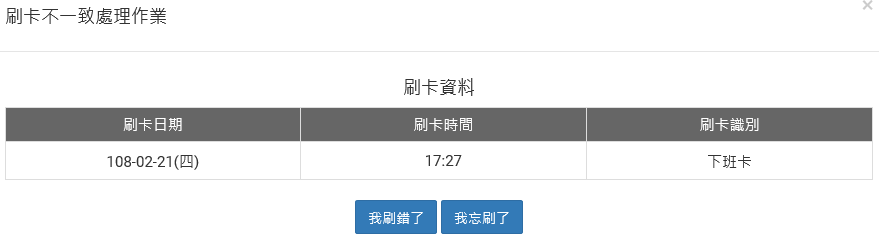 刷卡不一致處理作業
×
刷卡資料
刷卡日期 刷卡時間 刷卡識別
108-02-21(四) 17:27 下班卡
我刷錯了 我忘刷了